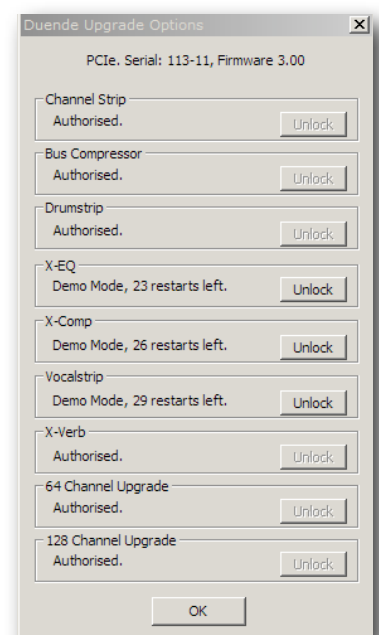 Duende Upgrade Options
PCIe. Serial: 113-11, Firmware 3.00
Channel Strip
Authorised.
Unlock
Bus Compressor
Authorised.
Unlock
Drumstrip
Authorised.
Unlock
X-EQ
Demo Mode, 23 restarts left.
Unlock
X-Comp
Demo Mode, 26 restarts left.
Unlock
Vocalstrip
Demo Mode, 29 restarts left.
Unlock
X-Verb
Authorised.
Unlock
64 Channel Upgrade
Authorised.
Unlock
128 Channel Upgrade
Authorised.
Unlock
OK